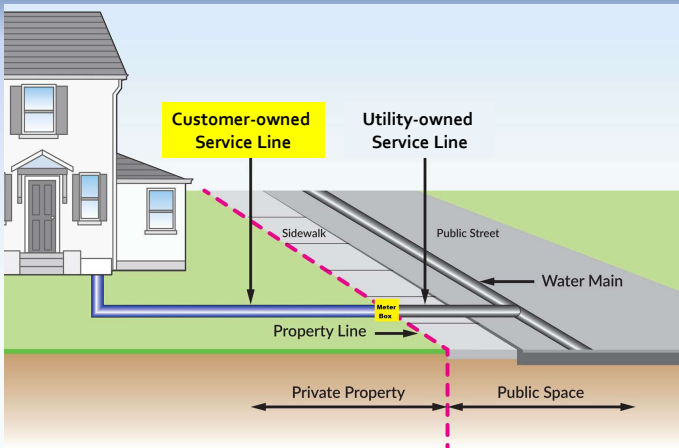 Customer-owned
Service Line
Utility-owned
Service Line
Sidewalk
Public Street
Water Main
Meter
Box
Property Line
Private Property
Public Space